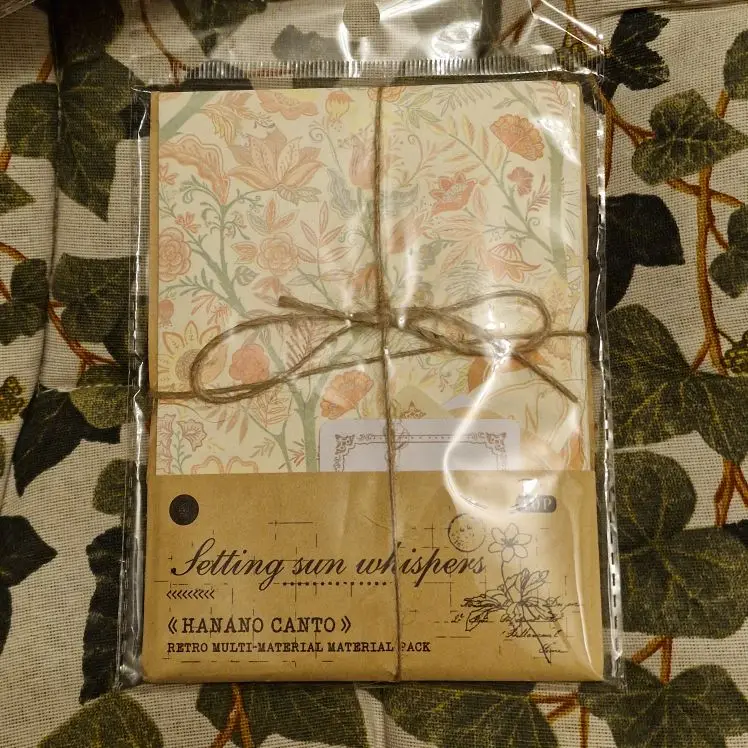 Setting sun whispers
《HANANO CANTO》
RETRO MULTI-MATERIAL MATERIAL PACK